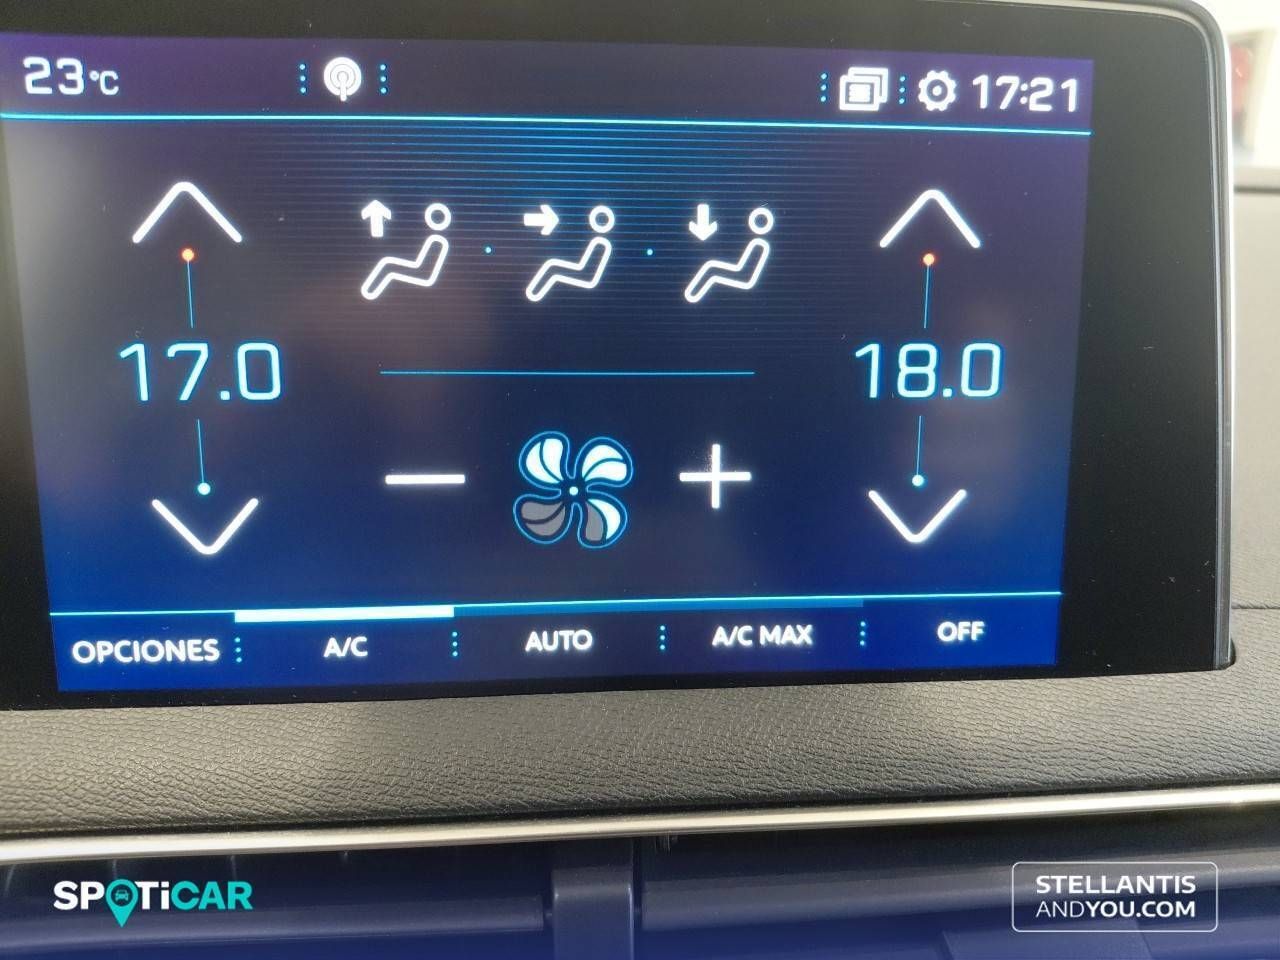 23°C
17:21
17.0
18.0
OPCIONES
A/C
AUTO
A/C MAX
OFF
SPOTiCAR
STELLANTIS
ANDYOU.COM